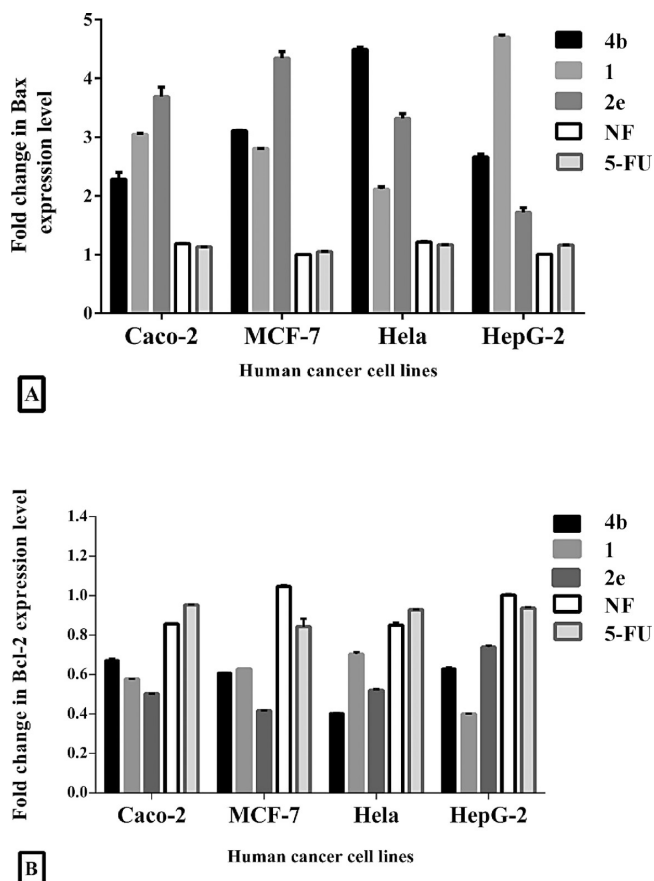 Fold change in Bax
expression level
5
4
3
2
1
0
Caco-2 MCF-7 Hela HepG-2
Human cancer cell lines
4b
1
2e
NF
5-FU
A
Fold change in Bcl-2 expression level
1.4
1.2
1.0
0.8
0.6
0.4
0.2
0.0
Caco-2 MCF-7 Hela HepG-2
Human cancer cell lines
4b
1
2e
NF
5-FU
B